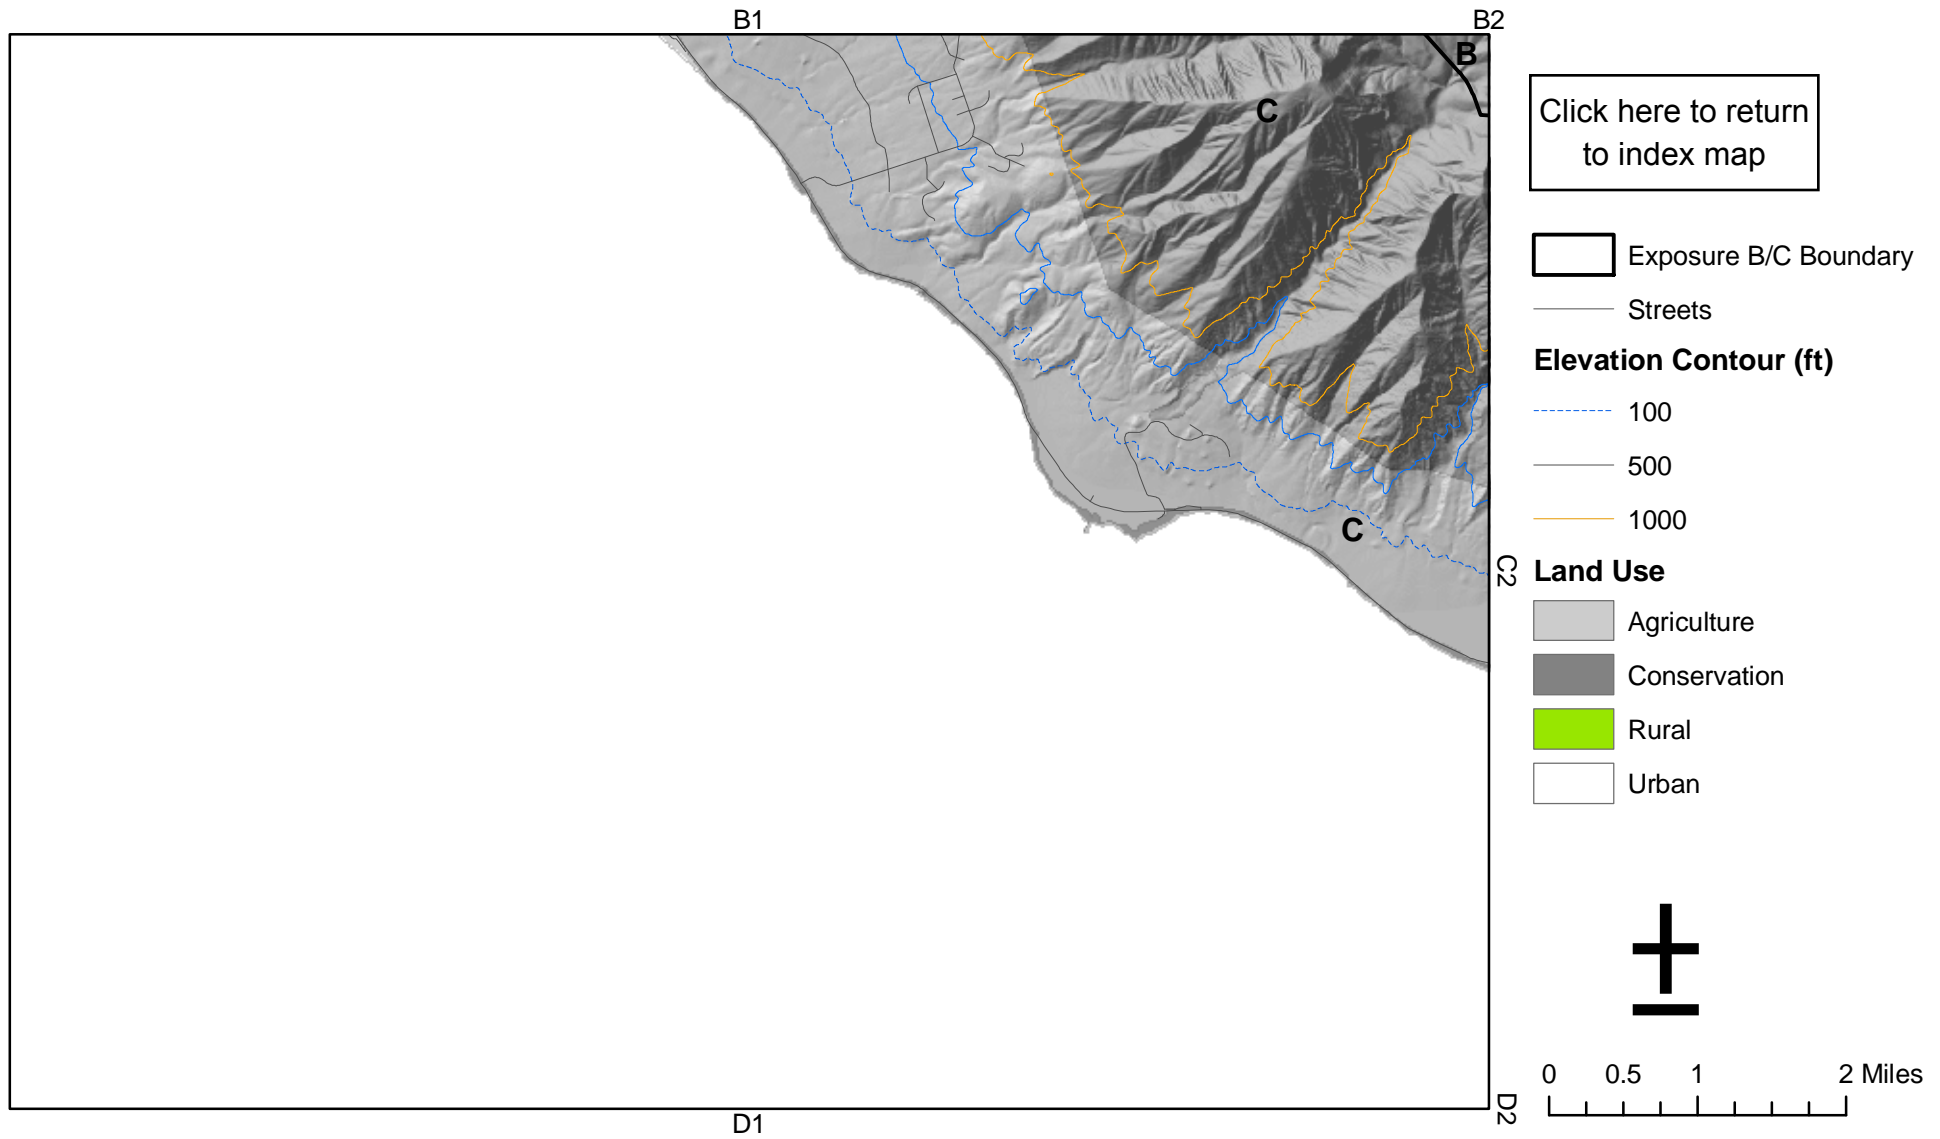 B1
B2
B
C
C
C2
D1
D2
Click here to return
to index map
Exposure B/C Boundary
Streets
Elevation Contour (ft)
100
500
1000
Land Use
Agriculture
Conservation
Rural
Urban
±
0 0.5 1 2 Miles